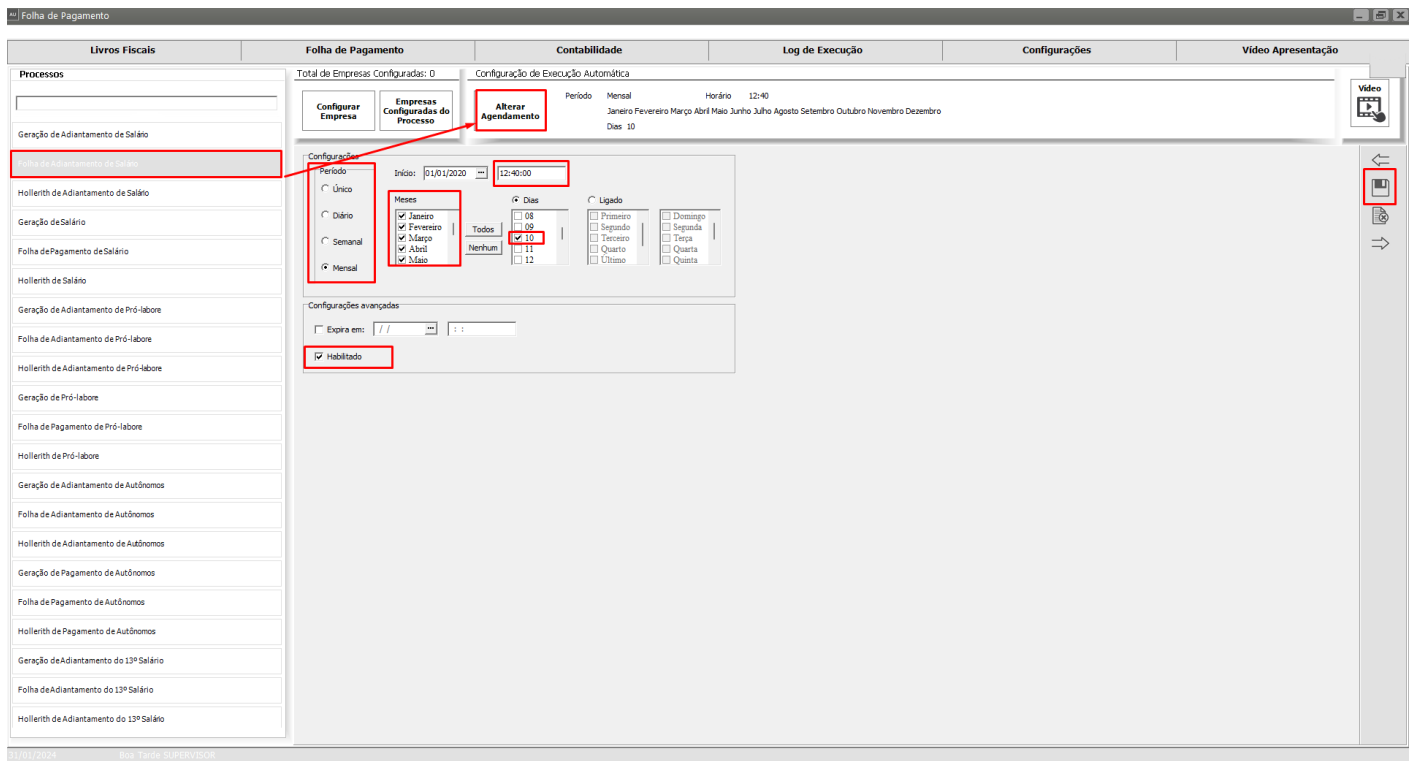 AU Folha de Pagamento
Livros Fiscais
Folha de Pagamento
Contabilidade
Log de Execução
Configurações
Vídeo Apresentação
Processos
Geração de Adiantamento de Salário
Folha de Adiantamento de Salário
Hollerith de Adiantamento de Salário
Geração de Salário
Folha de Pagamento de Salário
Hollerith de Salário
Geração de Adiantamento de Pró-labore
Folha de Adiantamento de Pró-labore
Hollerith de Adiantamento de Pró-labore
Geração de Pró-labore
Folha de Pagamento de Pró-labore
Hollerith de Pró-labore
Geração de Adiantamento de Autônomos
Folha de Adiantamento de Autônomos
Hollerith de Adiantamento de Autônomos
Geração de Pagamento de Autônomos
Folha de Pagamento de Autônomos
Hollerith de Pagamento de Autônomos
Geração de Adiantamento do 13º Salário
Folha de Adiantamento do 13º Salário
Hollerith de Adiantamento do 13º Salário
Total de Empresas Configuradas: 0
Configurar
Empresa
Empresas
Configuradas do
Processo
Configuração de Execução Automática
Alterar
Agendamento
Período Mensal Horário 12:40
Janeiro Fevereiro Março Abril Maio Junho Julho Agosto Setembro Outubro Novembro Dezembro
Dias 10
Vídeo
Configurações
Período
Único
Diário
Semanal
Mensal
Início: 01/01/2020 ... 12:40:00
Meses
Janeiro
Fevereiro
Março
Abril
Maio
Todos
Nenhum
Dias
08
09
10
11
12
Ligado
Primeiro
Segundo
Terceiro
Quarto
Último
Domingo
Segunda
Terça
Quarta
Quinta
Configurações avançadas
Expira em: / / ... : :
Habilitado
31/01/2024 Boa Tarde SUPERVISOR